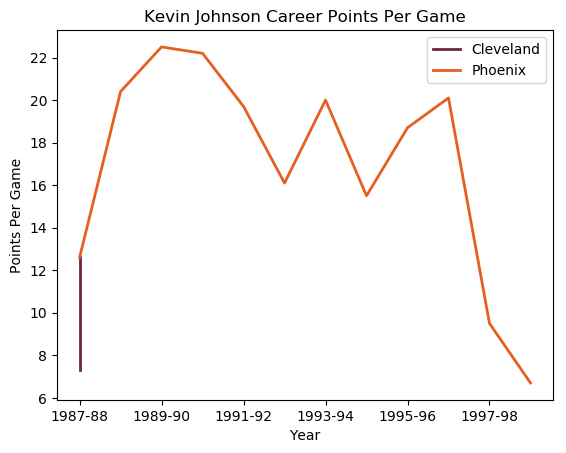 Kevin Johnson Career Points Per Game
Cleveland
Phoenix
Points Per Game
22
20
18
16
14
12
10
8
6
1987-88 1989-90 1991-92 1993-94 1995-96 1997-98
Year